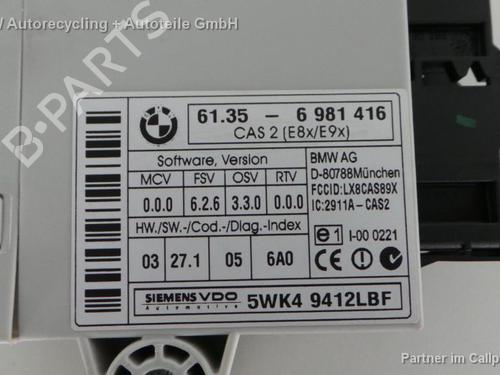 W Autorecycling + Autoteile GmbH
B-PARTS
BMW
61.35 - 6 981 416
CAS 2 (E8x/E9x)
Software, Version
MCV FSV OSV RTV
0.0.0 6.2.6 3.3.0 0.0.0
HW./SW.-/Cod.-/Diag.-Index
03 27.1 05 6A0
BMW AG
D-80788München
FCCID:LX8CAS89X
IC:2911A-CAS2
e1 I-00 0221
CE
SIEMENS VDO
Automotive
5WK4 9412LBF
Partner im Callp